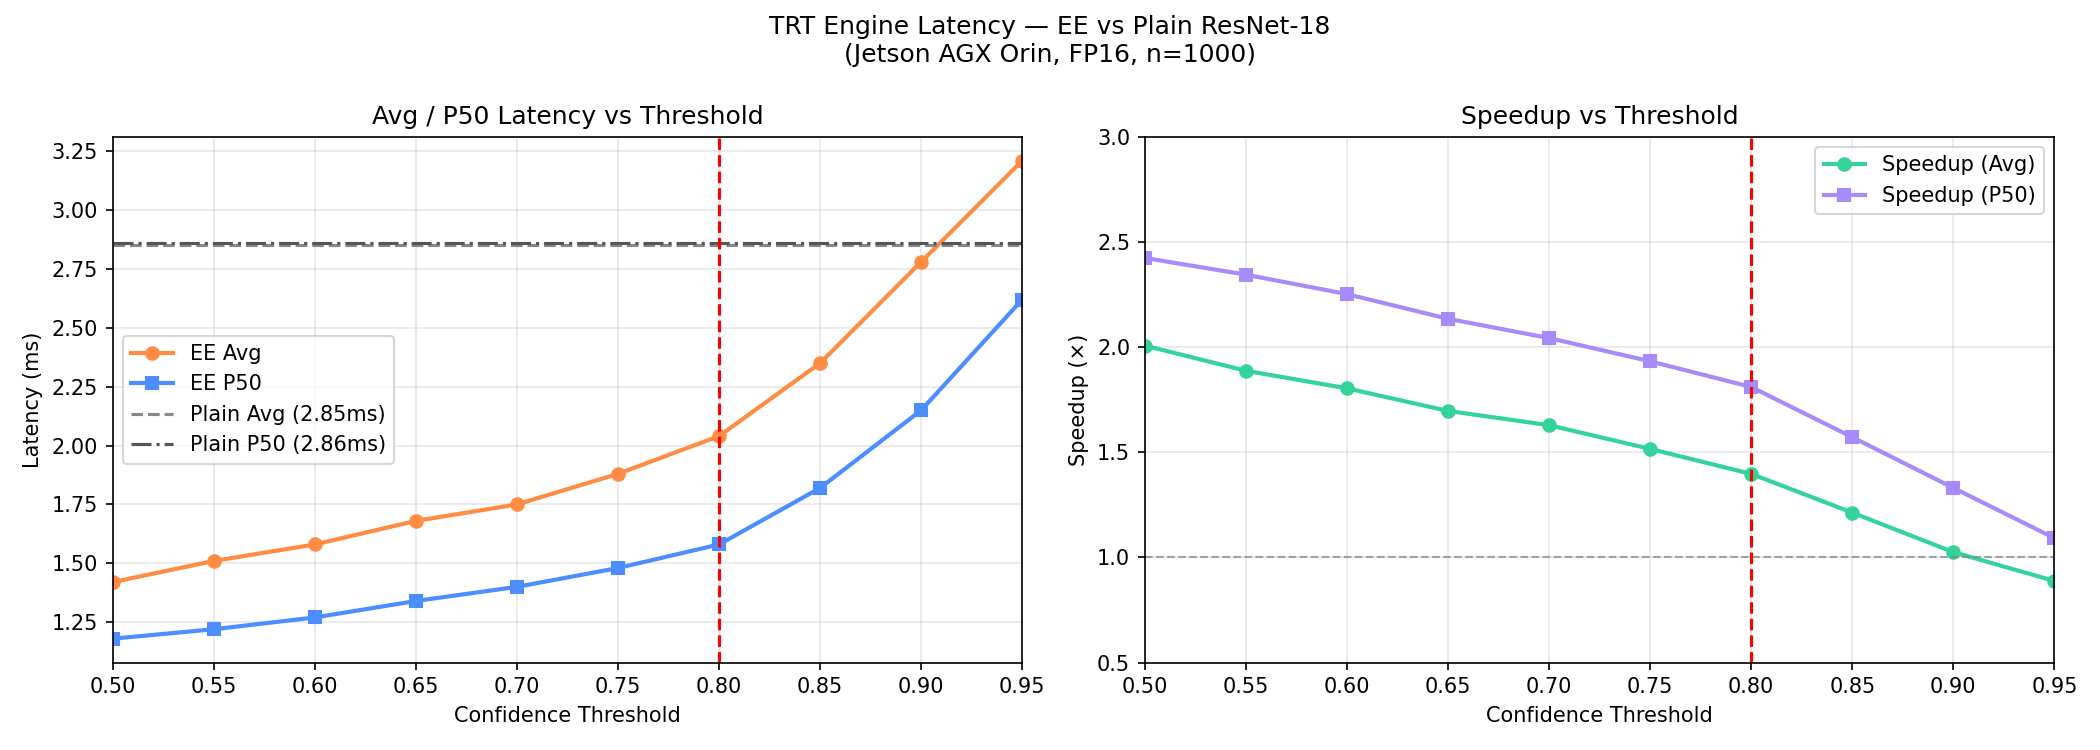 TRT Engine Latency — EE vs Plain ResNet-18
(Jetson AGX Orin, FP16, n=1000)
Avg / P50 Latency vs Threshold
Latency (ms)
3.25
3.00
2.75
2.50
2.25
2.00
1.75
1.50
1.25
EE Avg
EE P50
Plain Avg (2.85ms)
Plain P50 (2.86ms)
0.50 0.55 0.60 0.65 0.70 0.75 0.80 0.85 0.90 0.95
Confidence Threshold
Speedup vs Threshold
Speedup (×)
3.0
2.5
2.0
1.5
1.0
0.5
Speedup (Avg)
Speedup (P50)
0.50 0.55 0.60 0.65 0.70 0.75 0.80 0.85 0.90 0.95
Confidence Threshold